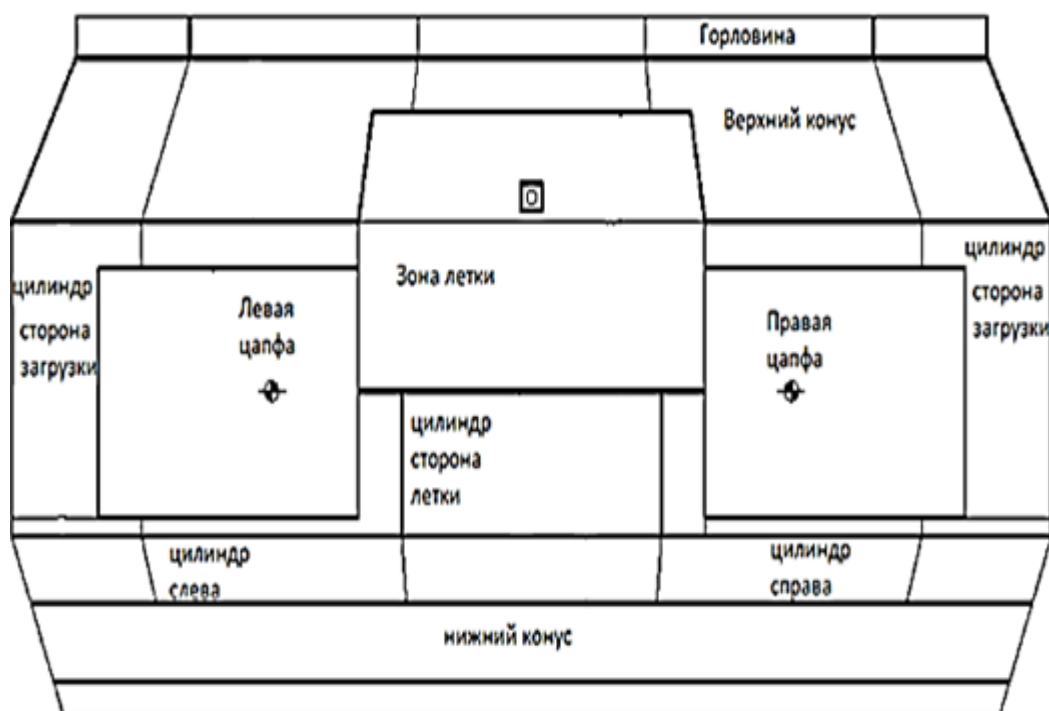 Горловина
Верхний конус
О
Зона летки
цилиндр
сторона
загрузки
Левая
цапфа
Правая
цапфа
цилиндр
сторона
загрузки
цилиндр
сторона
летки
цилиндр
слева
цилиндр
справа
нижний конус